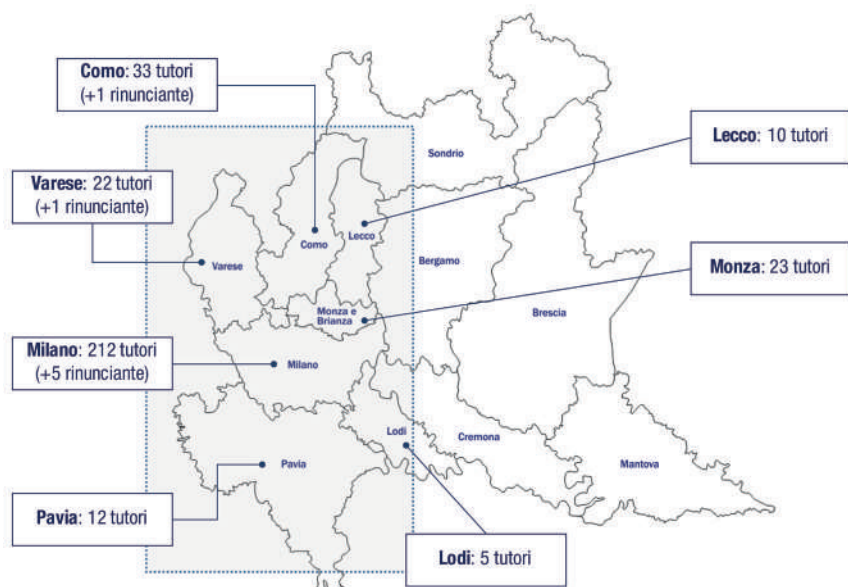 Como: 33 tutori
(+1 rinunciante)
Sondrio
Lecco: 10 tutori
Varese: 22 tutori
(+1 rinunciante)
Como
Lecco
Varese
Bergamo
Monza: 23 tutori
Monza e
Brianza
Brescia
Milano: 212 tutori
(+5 rinunciante)
Milano
Lodi
Cremona
Pavia
Mantova
Pavia: 12 tutori
Lodi: 5 tutori